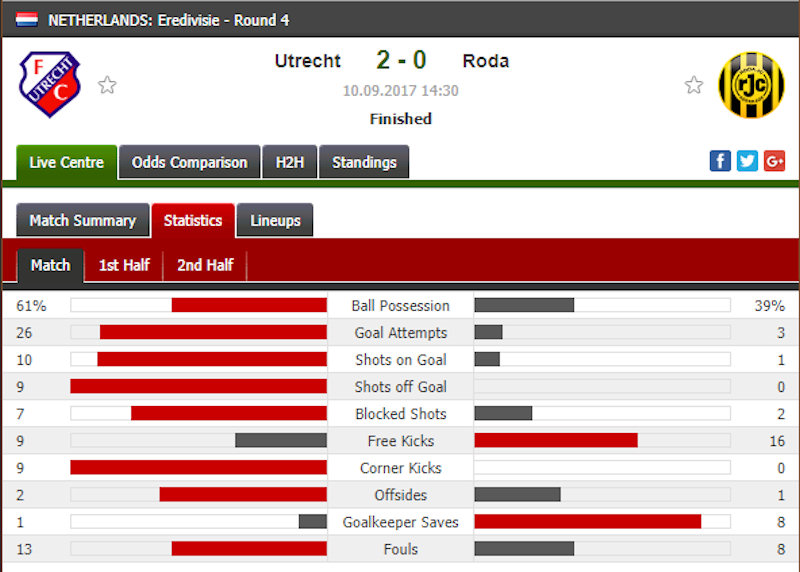 NETHERLANDS: Eredivisie - Round 4
F
UTRECHT
C
Utrecht 2 - 0 Roda
rjc
10.09.2017 14:30
Finished
Live Centre Odds Comparison H2H Standings
f G+
Match Summary Statistics Lineups
Match 1st Half 2nd Half
61% Ball Possession 39%
26 Goal Attempts 3
10 Shots on Goal 1
9 Shots off Goal 0
7 Blocked Shots 2
9 Free Kicks 16
9 Corner Kicks 0
2 Offsides 1
1 Goalkeeper Saves 8
13 Fouls 8